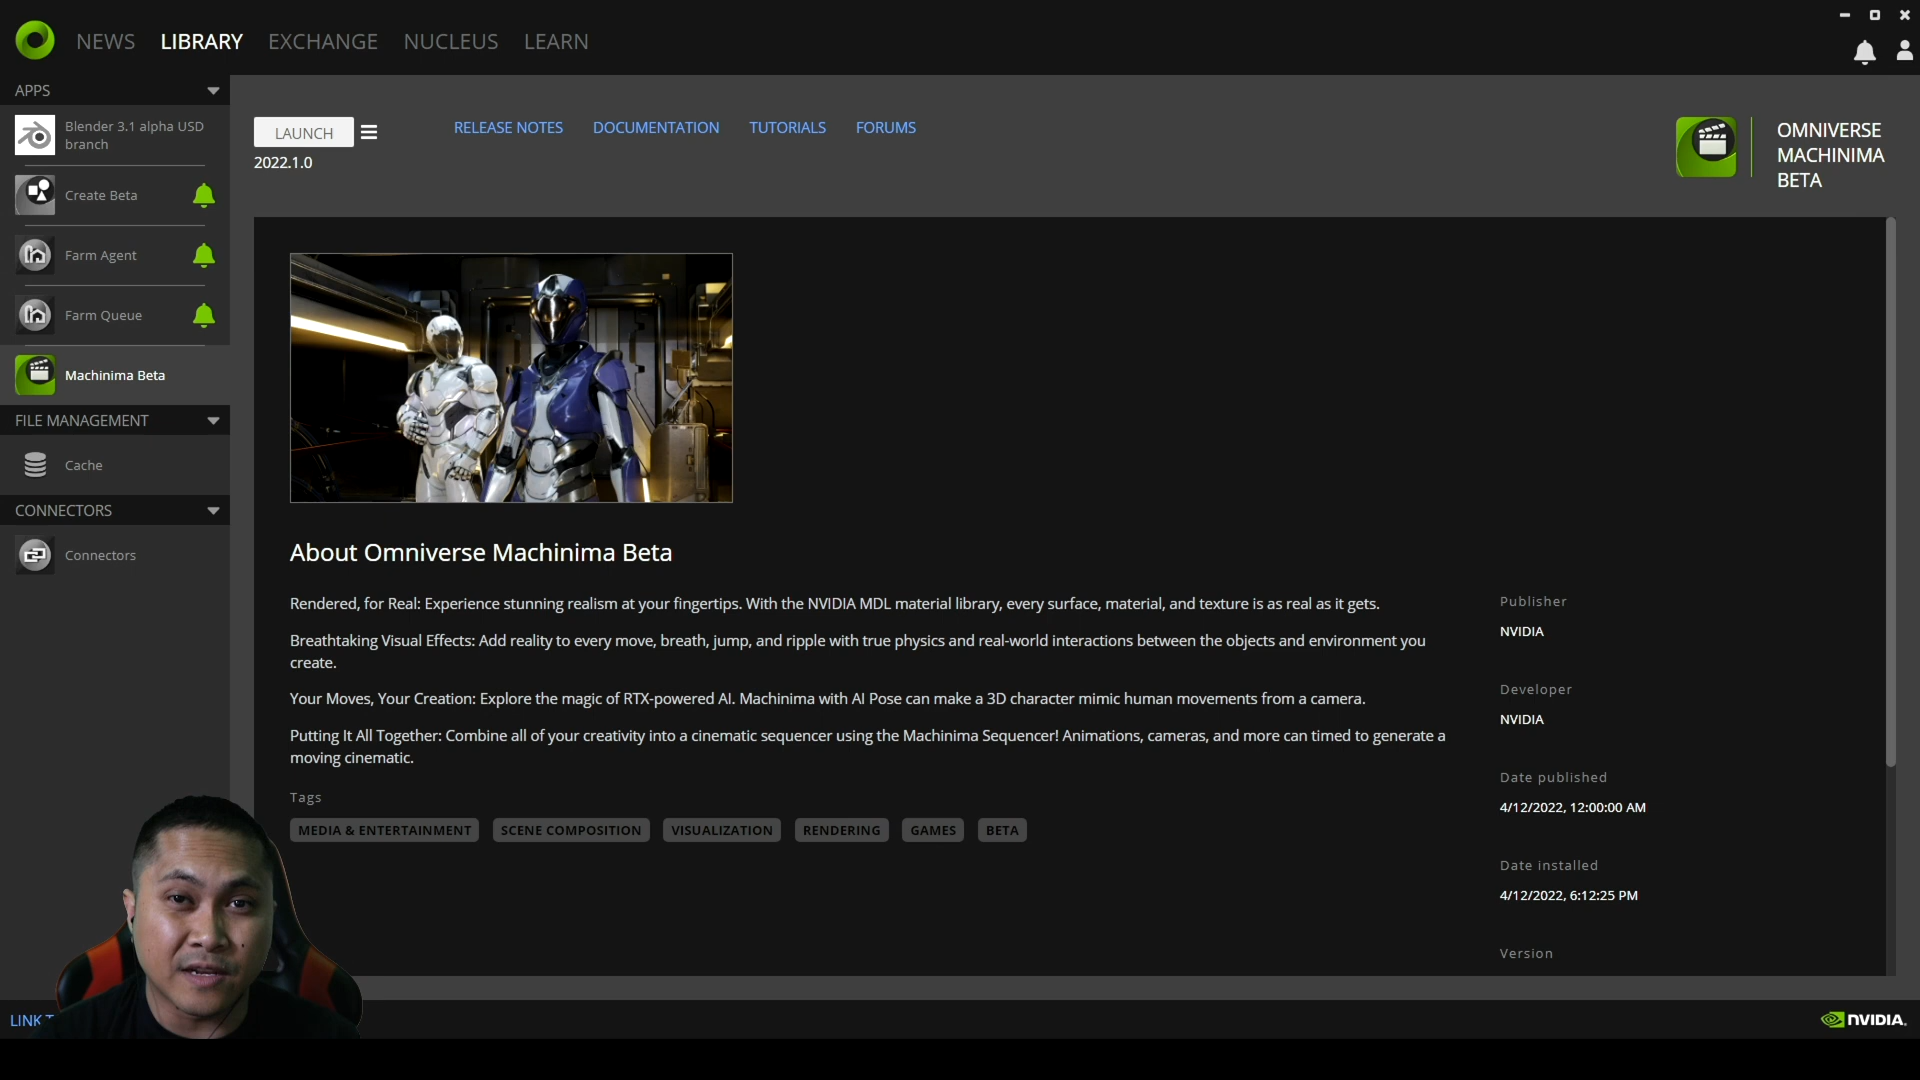 NEWS LIBRARY EXCHANGE NUCLEUS LEARN
APPS
Blender 3.1 alpha USD
branch
Create Beta
Farm Agent
Farm Queue
Machinima Beta
FILE MANAGEMENT
Cache
CONNECTORS
Connectors
LAUNCH
2022.1.0
RELEASE NOTES DOCUMENTATION TUTORIALS FORUMS
OMNIVERSE
MACHINIMA
BETA
About Omniverse Machinima Beta
Rendered, for Real: Experience stunning realism at your fingertips. With the NVIDIA MDL material library, every surface, material, and texture is as real as it gets.
Breathtaking Visual Effects: Add reality to every move, breath, jump, and ripple with true physics and real-world interactions between the objects and environment you
create.
Your Moves, Your Creation: Explore the magic of RTX-powered AI. Machinima with AI Pose can make a 3D character mimic human movements from a camera.
Putting It All Together: Combine all of your creativity into a cinematic sequencer using the Machinima Sequencer! Animations, cameras, and more can timed to generate a
moving cinematic.
Tags
MEDIA & ENTERTAINMENT SCENE COMPOSITION VISUALIZATION RENDERING GAMES BETA
Publisher
NVIDIA
Developer
NVIDIA
Date published
4/12/2022, 12:00:00 AM
Date installed
4/12/2022, 6:12:25 PM
Version
LINK
NVIDIA.